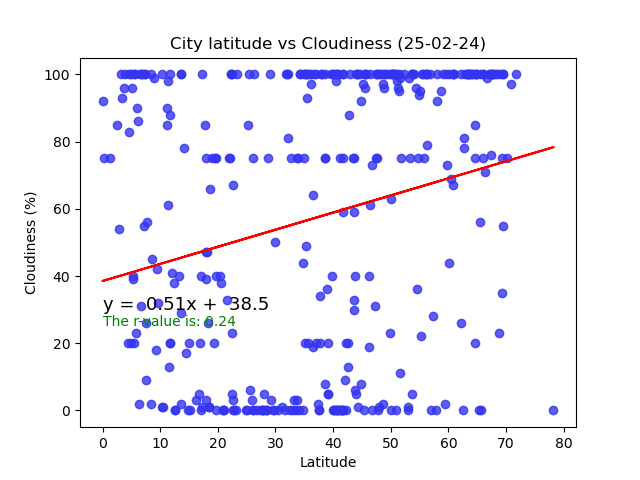 City latitude vs Cloudiness (25-02-24)
100
80
60
40
20
0
Cloudiness (%)
y = 0.51x + 38.5
The r-value is: 0.24
0 10 20 30 40 50 60 70 80
Latitude